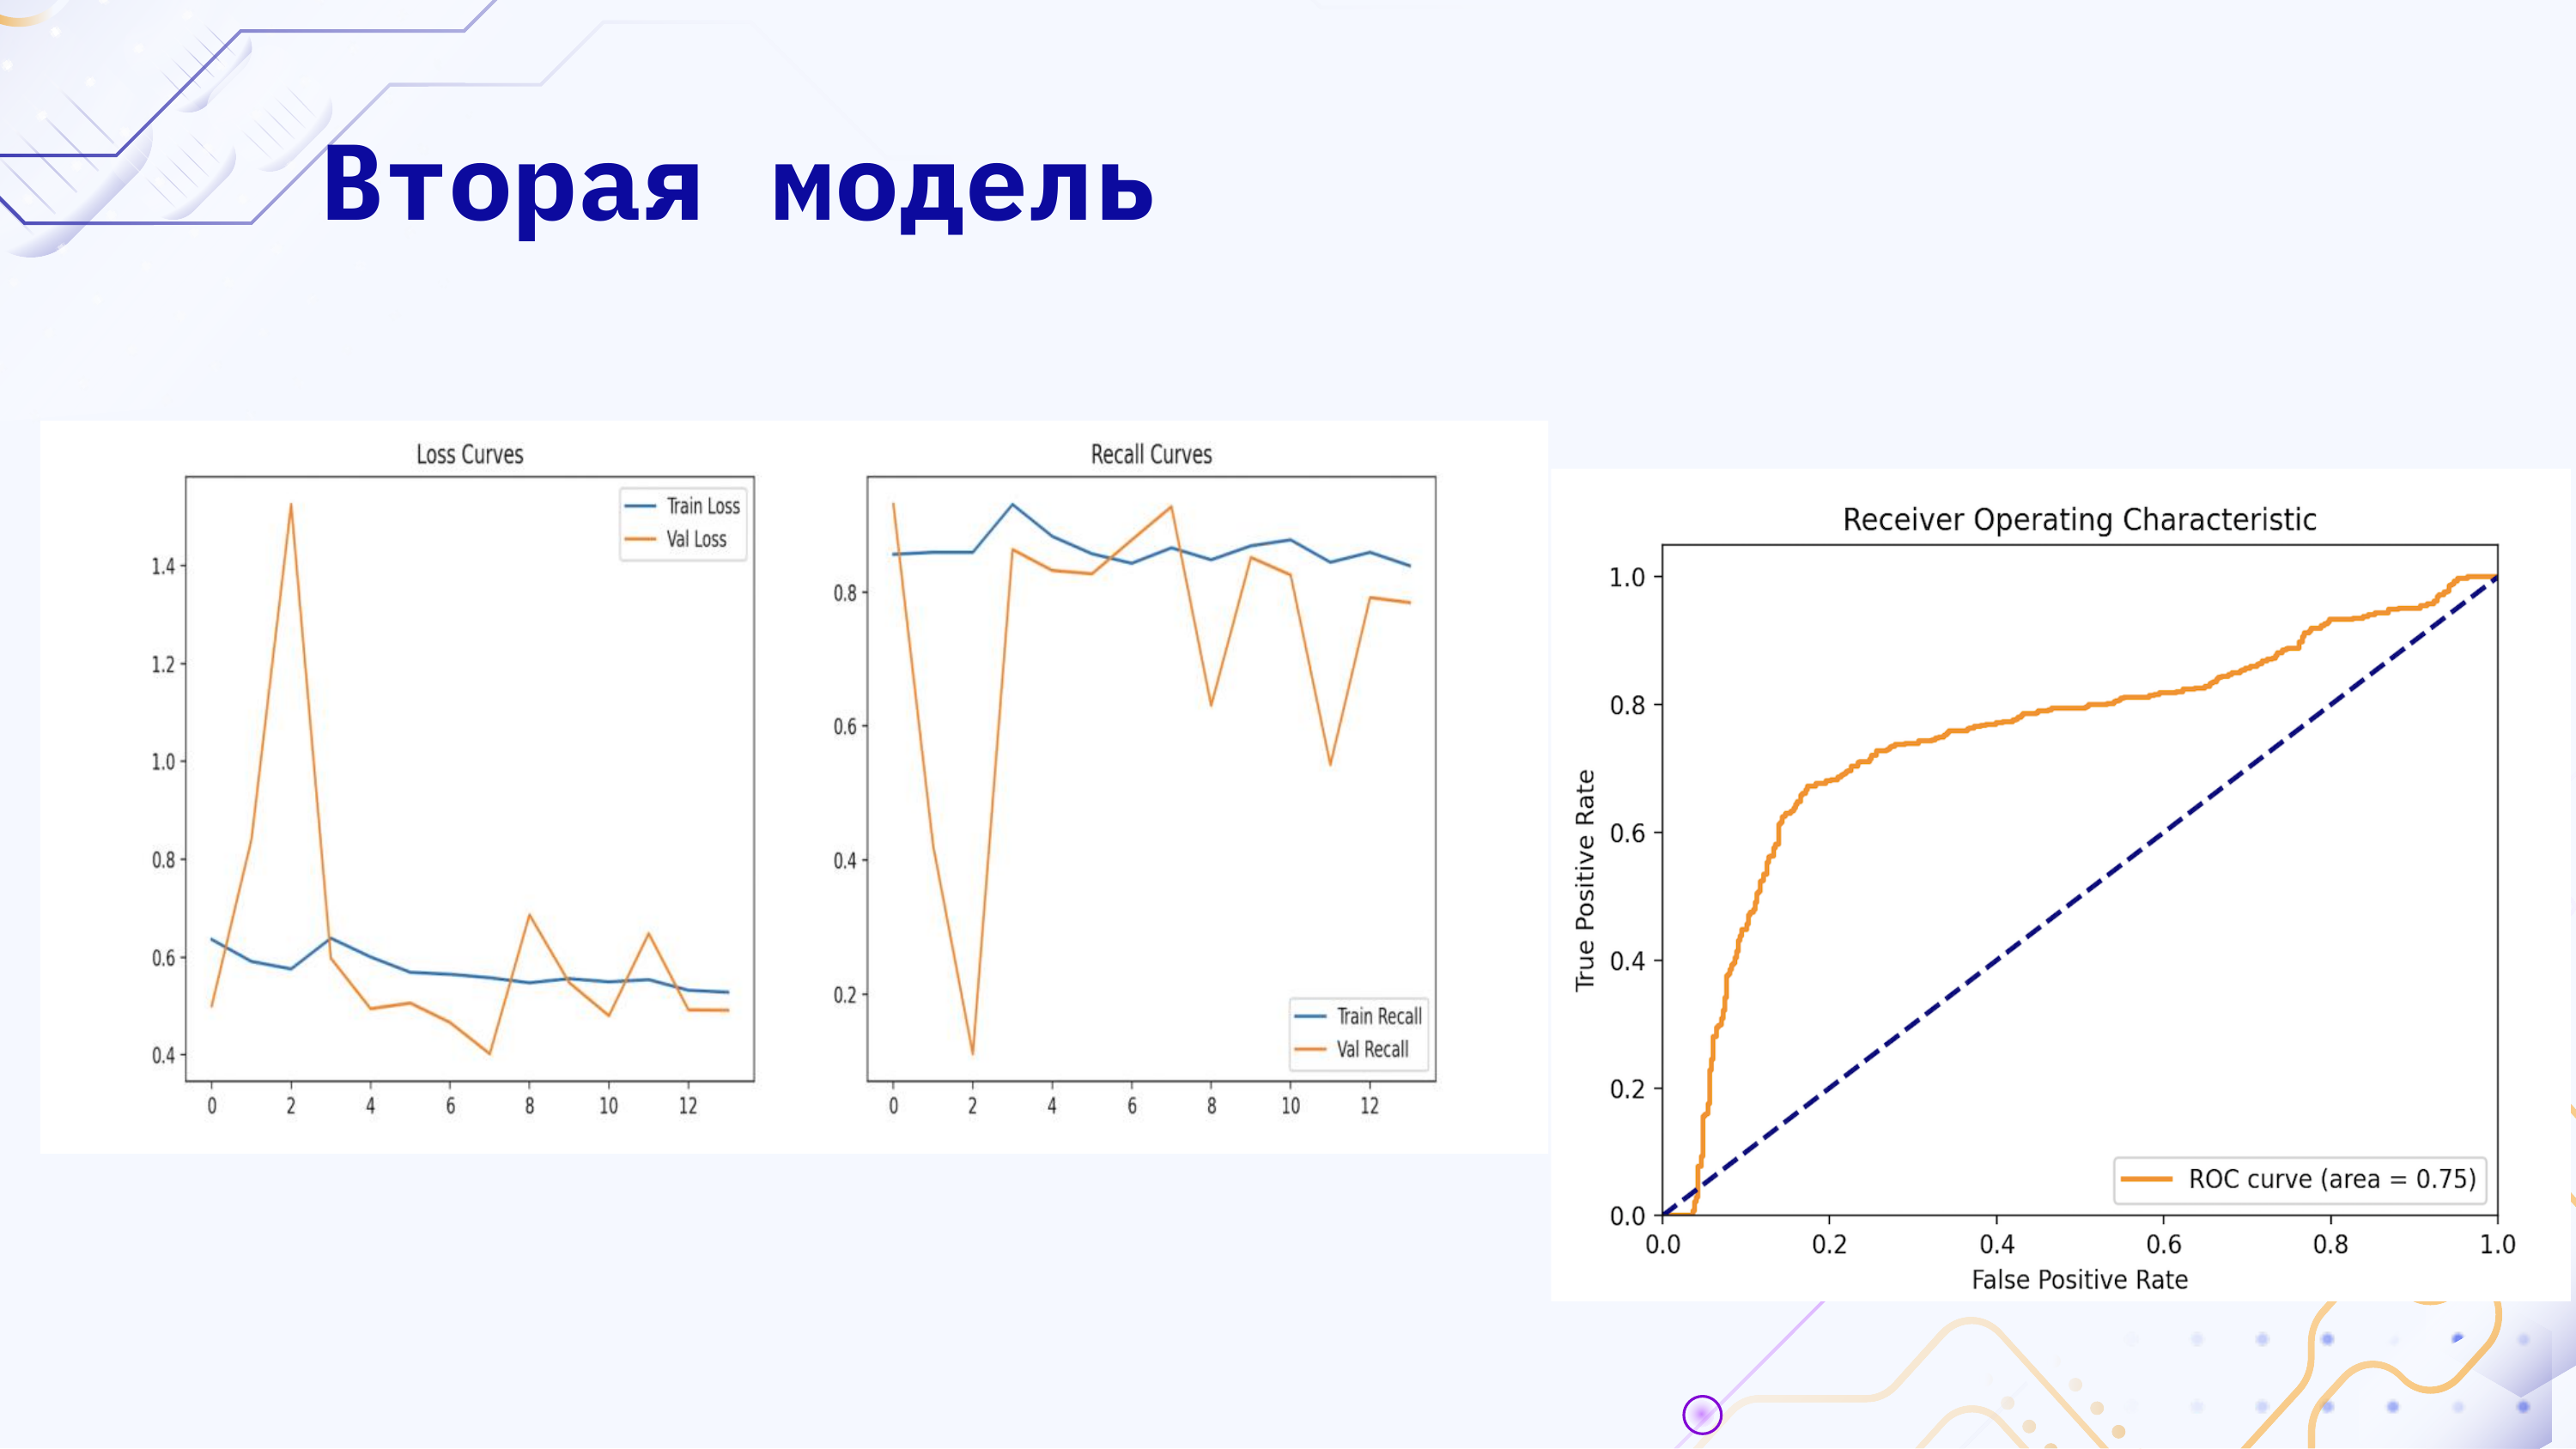 Вторая модель
Loss Curves
Train Loss
Val Loss
1.4
1.2
1.0
0.8
0.6
0.4
0 2 4 6 8 10 12
Recall Curves
0.8
0.6
0.4
0.2
Train Recall
Val Recall
0 2 4 6 8 10 12
Receiver Operating Characteristic
True Positive Rate
1.0
0.8
0.6
0.4
0.2
0.0
ROC curve (area = 0.75)
0.0 0.2 0.4 0.6 0.8 1.0
False Positive Rate